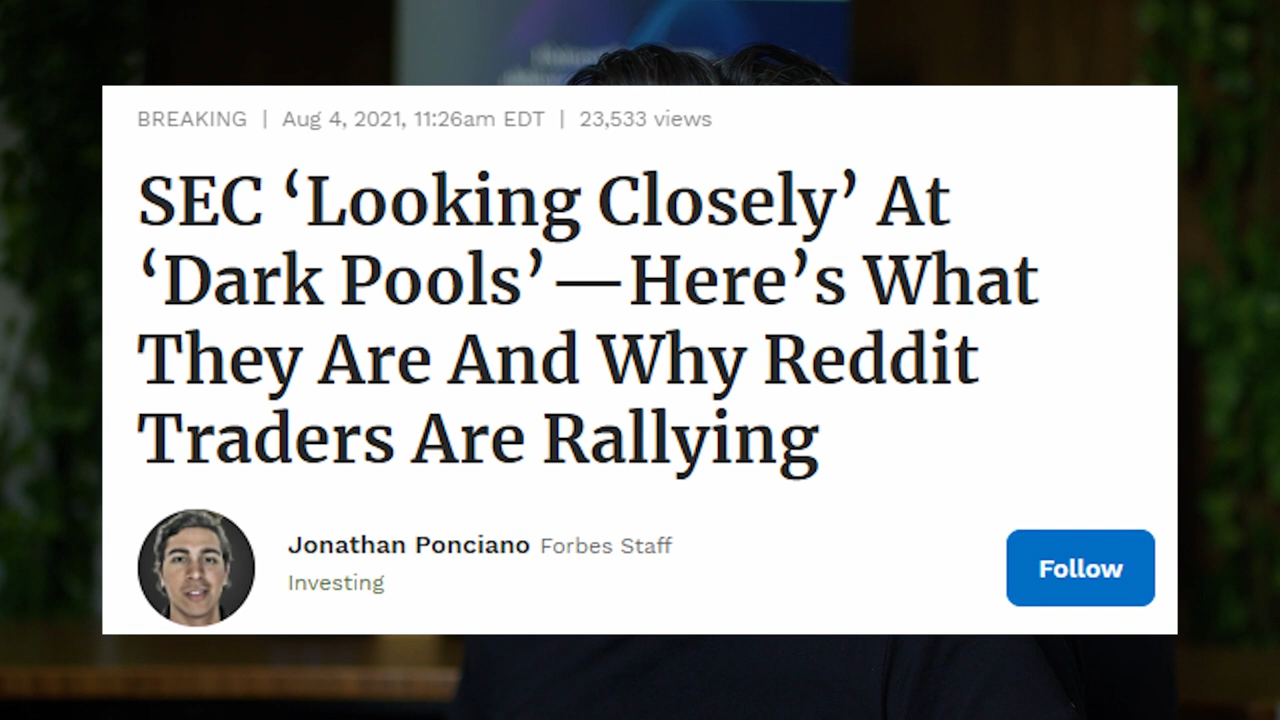 BREAKING | Aug 4, 2021, 11:26am EDT | 23,533 views
SEC ‘Looking Closely’ At
‘Dark Pools’—Here’s What
They Are And Why Reddit
Traders Are Rallying
Jonathan Ponciano Forbes Staff
Investing
Follow